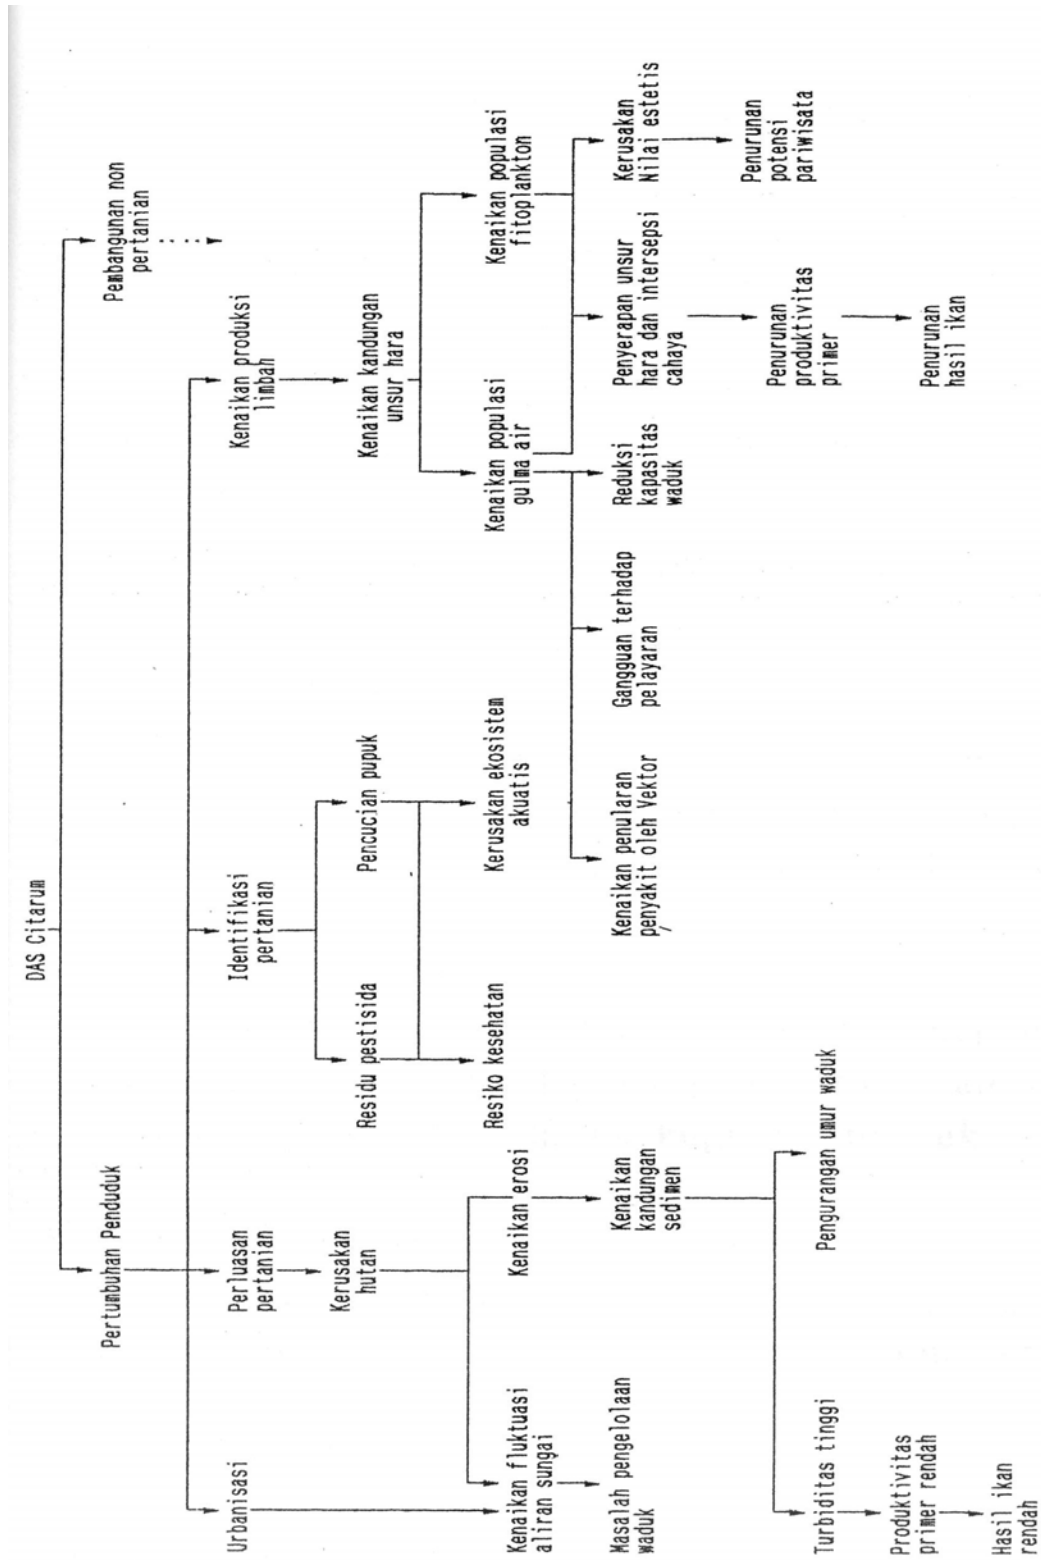 DAS Citarum
Pertumbuhan Penduduk
Pembangunan non
pertanian
Urbanisasi
Perluasan
pertanian
Identifikasi
pertanian
Kenaikan produksi
limbah
Kerusakan
hutan
Residu pestisida
Pencucian pupuk
Kenaikan kandungan
unsur hara
Kenaikan fluktuasi
aliran sungai
Kenaikan erosi
Resiko kesehatan
Kerusakan ekosistem
akuatis
Kenaikan populasi
gulma air
Kenaikan populasi
fitoplankton
Masalah pengelolaan
waduk
Kenaikan
kandungan
sedimen
Kenaikan penularan
penyakit oleh Vektor
Gangguan terhadap
pelayaran
Reduksi
kapasitas
waduk
Penyerapan unsur
hara dan intersepsi
cahaya
Kerusakan
Nilai estetis
Turbiditas tinggi
Pengurangan umur waduk
Penurunan
produktivitas
primer
Penurunan
potensi
pariwisata
Produktivitas
primer rendah
Penurunan
hasil ikan
Hasil ikan
rendah